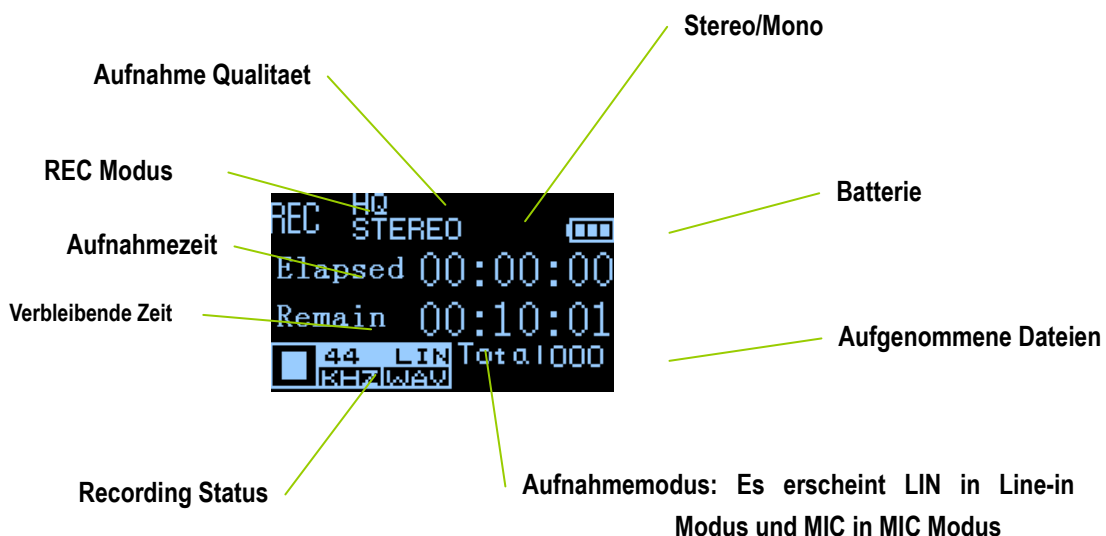 Stereo/Mono
Aufnahme Qualitaet
REC Modus
Batterie
REC HQ
STEREO
Aufnahmezeit
Elapsed 00:00:00
Verbleibende Zeit
Remain 00:10:01
Aufgenommene Dateien
44 LIN Total000
KHZ WAV
Recording Status
Aufnahmemodus: Es erscheint LIN in Line-in
Modus und MIC in MIC Modus